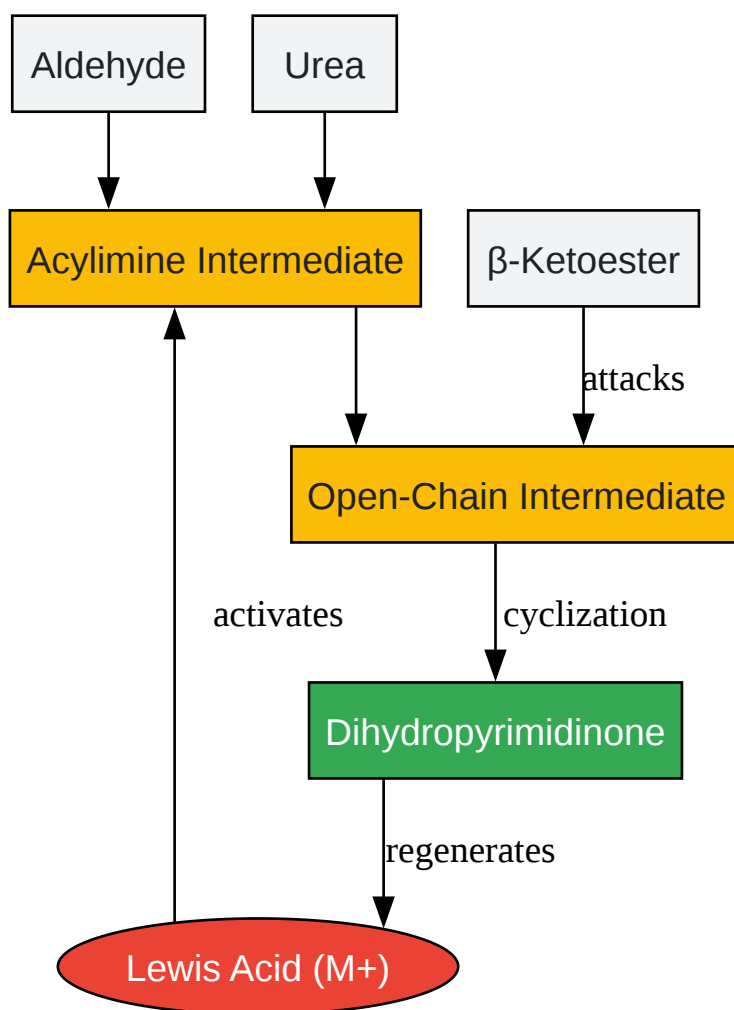 Aldehyde
Urea
Acylimine Intermediate
β-Ketoester
attacks
Open-Chain Intermediate
activates
cyclization
Dihydropyrimidinone
regenerates
Lewis Acid (M+)